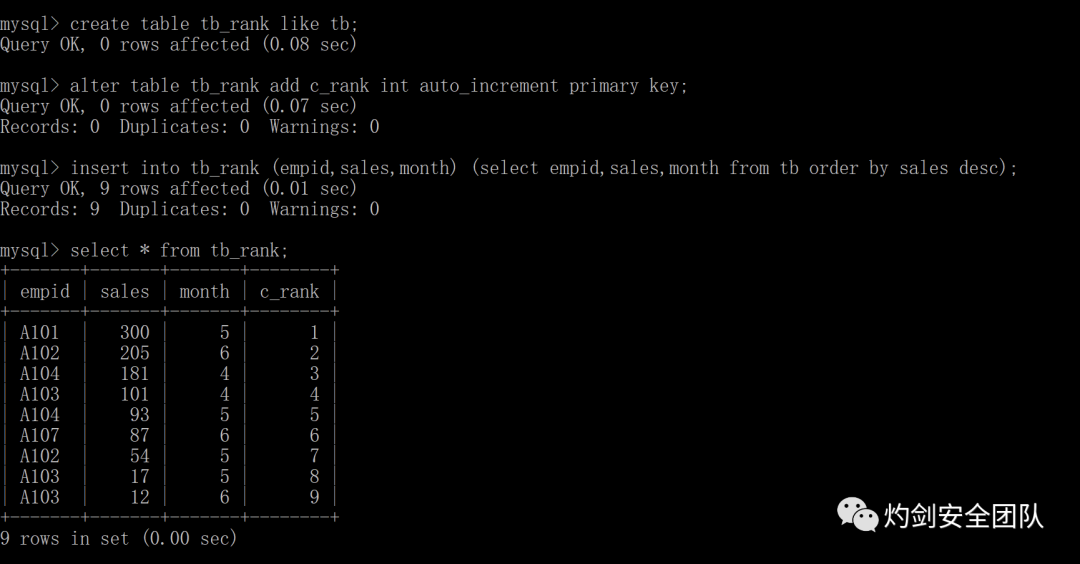 mysql> create table tb_rank like tb;
Query OK, 0 rows affected (0.08 sec)
mysql> alter table tb_rank add c_rank int auto_increment primary key;
Query OK, 0 rows affected (0.07 sec)
Records: 0  Duplicates: 0  Warnings: 0
mysql> insert into tb_rank (empid,sales,month) (select empid,sales,month from tb order by sales desc);
Query OK, 9 rows affected (0.01 sec)
Records: 9  Duplicates: 0  Warnings: 0
mysql> select * from tb_rank;
+-------+-------+-------+--------+
| empid | sales | month | c_rank |
+-------+-------+-------+--------+
| A101  |   300 |     5 |      1 |
| A102  |   205 |     6 |      2 |
| A104  |   181 |     4 |      3 |
| A103  |   101 |     4 |      4 |
| A104  |    93 |     5 |      5 |
| A107  |    87 |     6 |      6 |
| A102  |    54 |     5 |      7 |
| A103  |    17 |     5 |      8 |
| A103  |    12 |     6 |      9 |
+-------+-------+-------+--------+
9 rows in set (0.00 sec)
灼剑安全团队